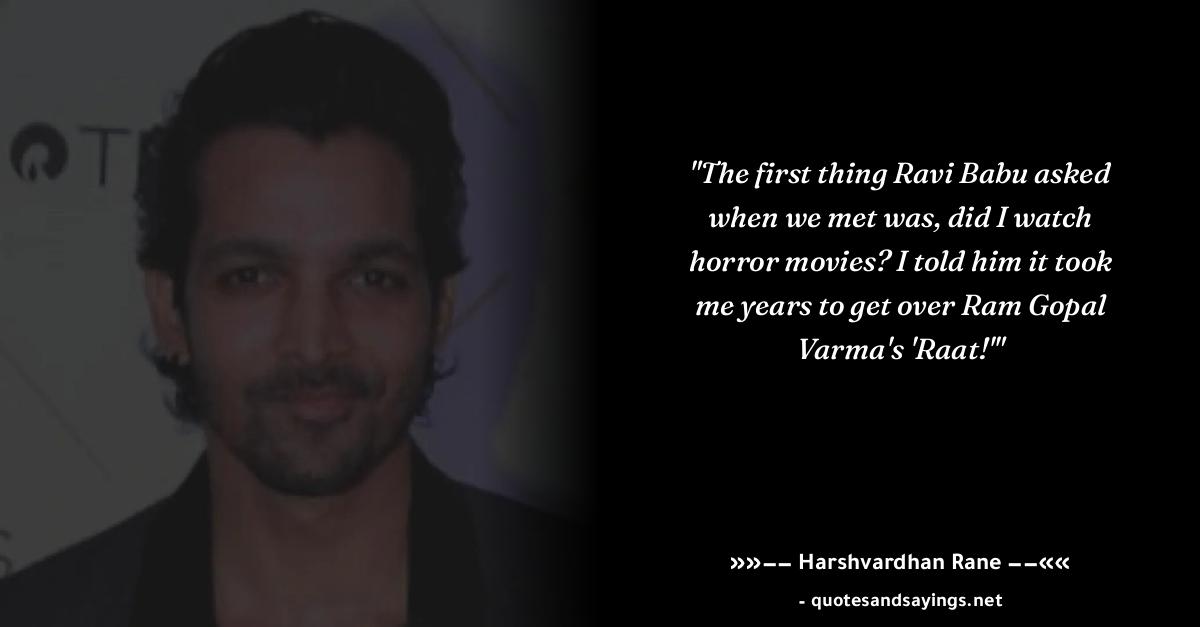 T
"The first thing Ravi Babu asked
when we met was, did I watch
horror movies? I told him it took
me years to get over Ram Gopal
Varma's 'Raat!'"
»»–– Harshvardhan Rane ––««
- quotesandsayings.net